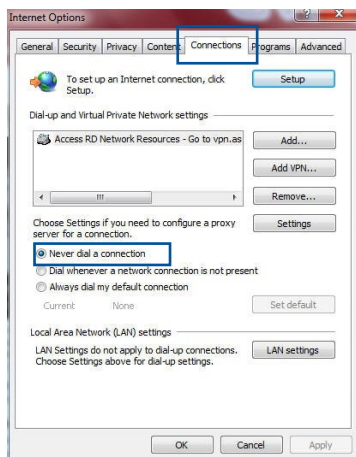 Internet Options
General Security Privacy Content Connections Programs Advanced
To set up an Internet connection, click
Setup.
Setup
Dial-up and Virtual Private Network settings
Access RD Network Resources - Go to vpn.as
Add...
Add VPN...
Remove...
Choose Settings if you need to configure a proxy
server for a connection.
Settings
Never dial a connection
Dial whenever a network connection is not present
Always dial my default connection
Current None
Set default
Local Area Network (LAN) settings
LAN Settings do not apply to dial-up connections.
Choose Settings above for dial-up settings.
LAN settings
OK Cancel Apply